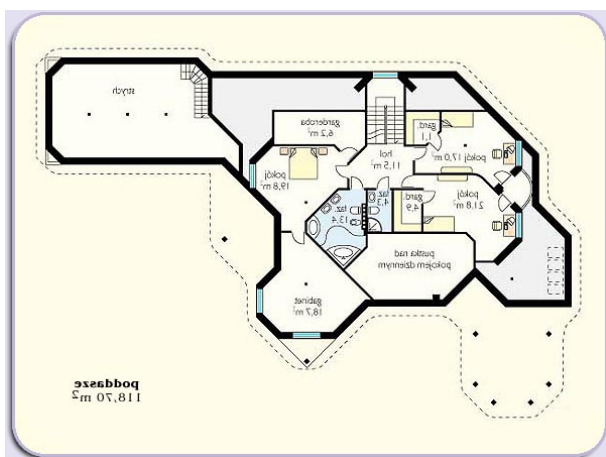 strych
garderoba
6,2 m²
gard.
1,1
hol
11,5 m²
pokój 17,0 m²
pokój
19,8 m²
łaz.
4,3
gard.
4,9
pokój
21,8 m²
łaz.
13,4
pustka nad
pokojem dziennym
gabinet
18,7 m²
poddasze
118,70 m²